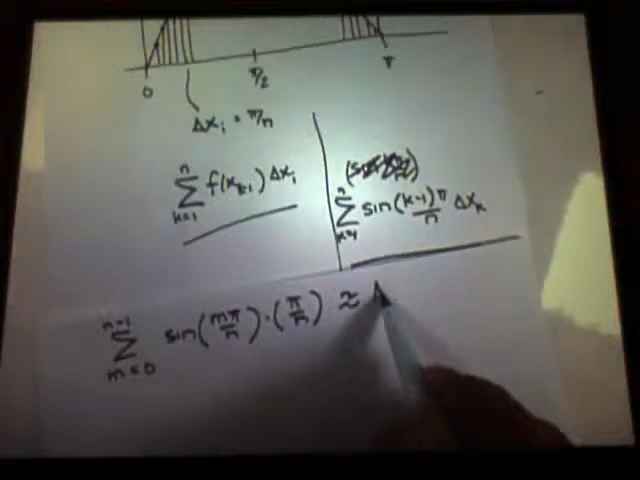 0 π/2 π
Δx_i = π/n
∑_{k=1}^{n} f(x_{k-1}) Δx_i
∑_{k=1}^{n} sin (k-1)π/n Δx_k
∑_{m=0}^{n-1} sin(mπ/n)·(π/n) ≈